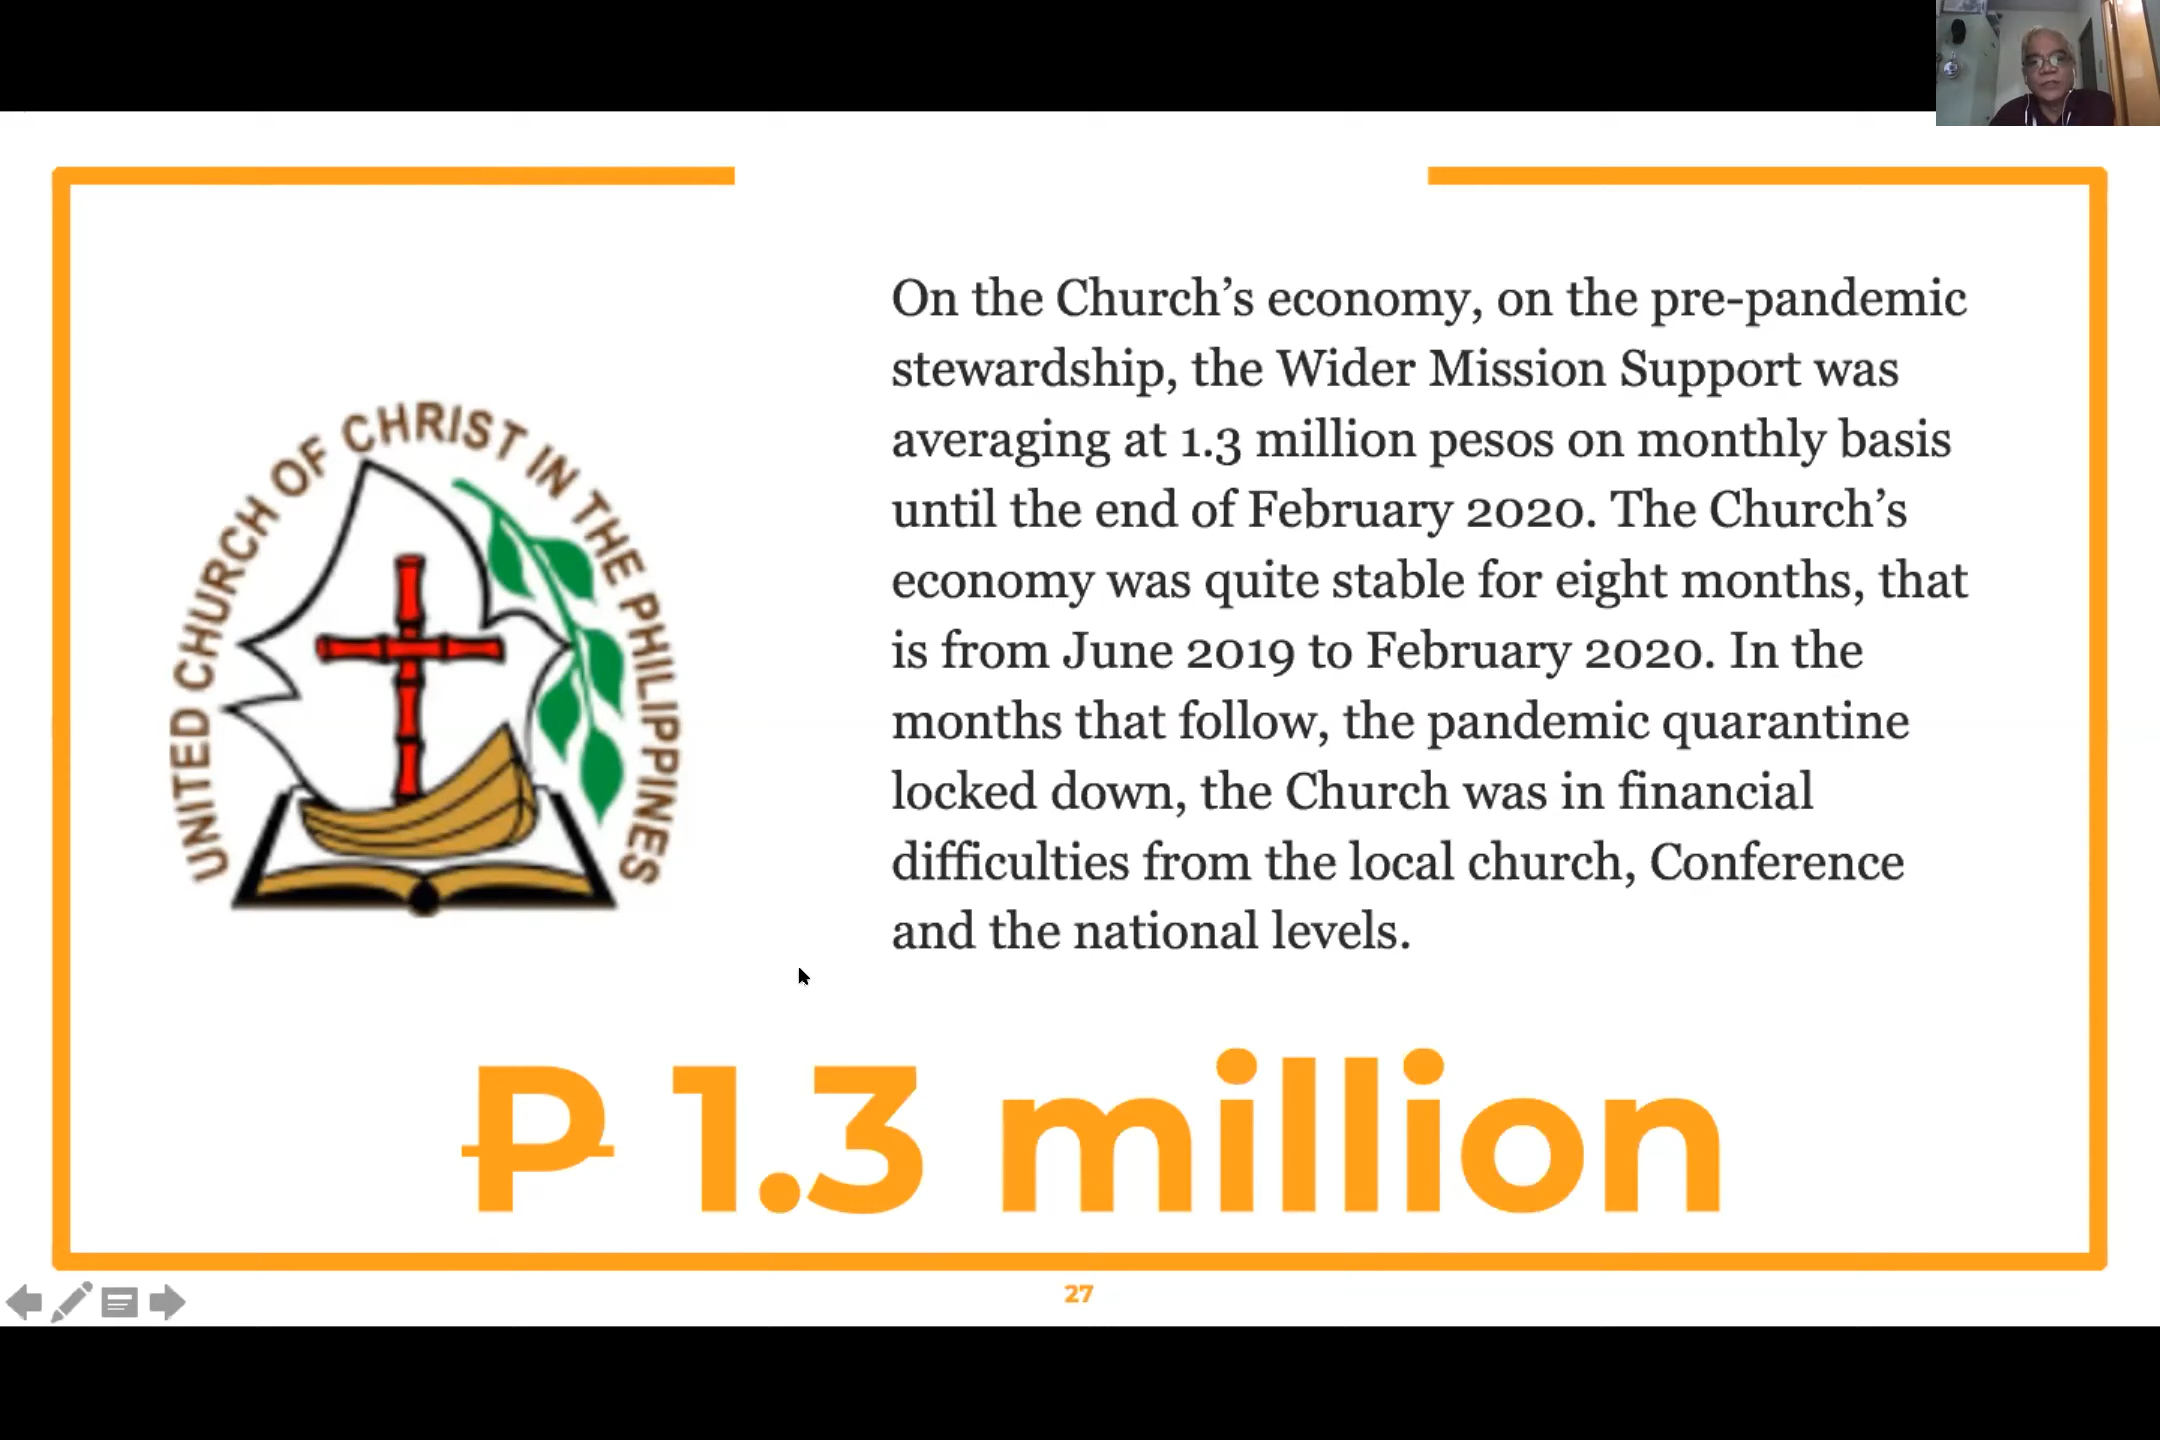 UNITED CHURCH OF CHRIST IN THE PHILIPPINES
On the Church’s economy, on the pre-pandemic
stewardship, the Wider Mission Support was
averaging at 1.3 million pesos on monthly basis
until the end of February 2020. The Church’s
economy was quite stable for eight months, that
is from June 2019 to February 2020. In the
months that follow, the pandemic quarantine
locked down, the Church was in financial
difficulties from the local church, Conference
and the national levels.
₱ 1.3 million
27